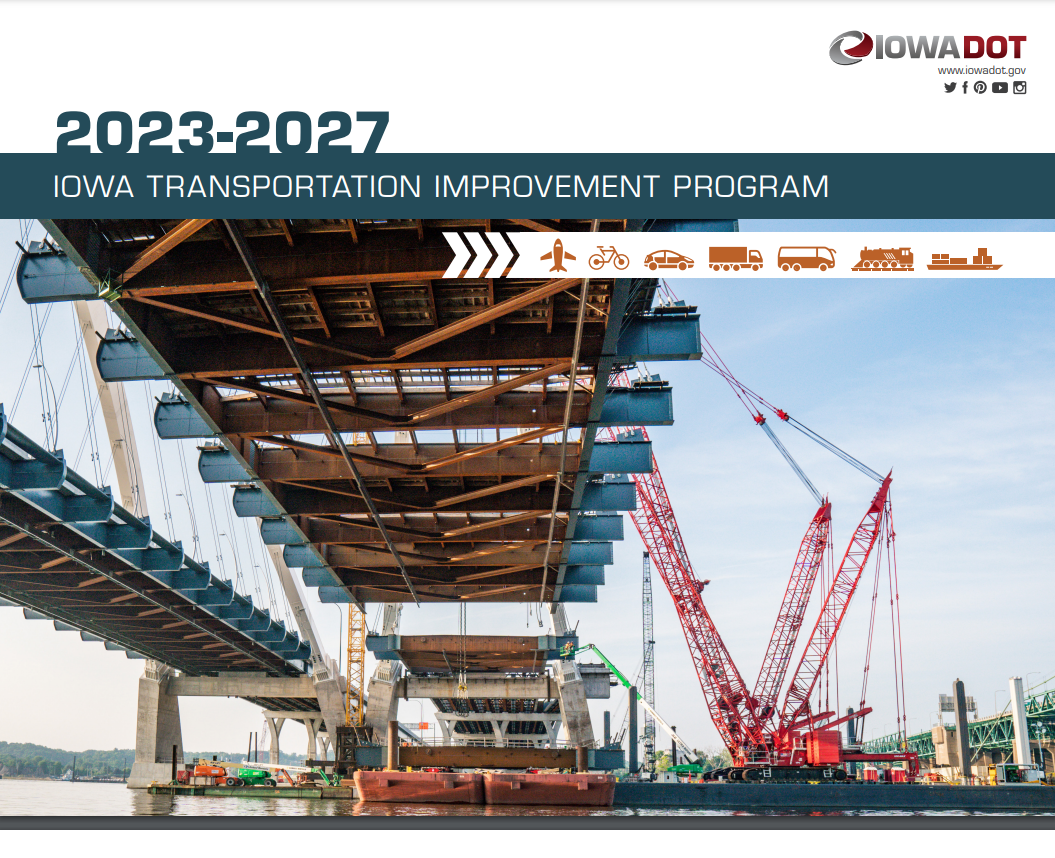 IOWADOT
www.iowadot.gov
2023-2027
IOWA TRANSPORTATION IMPROVEMENT PROGRAM